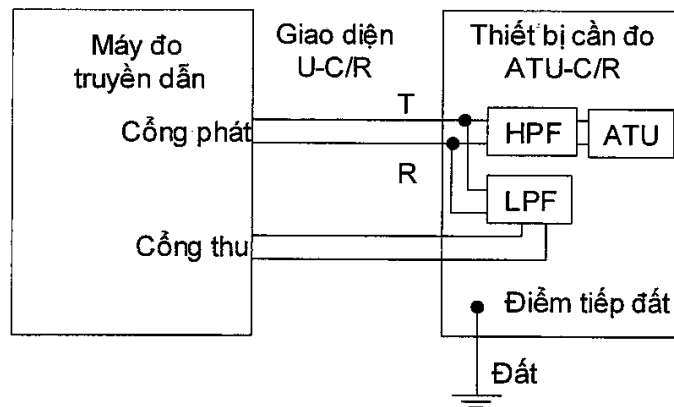 Máy đo
truyền dẫn
Cổng phát
Cổng thu
Giao diện
U-C/R
T
R
Thiết bị cần đo
ATU-C/R
HPF
ATU
LPF
Điểm tiếp đất
Đất